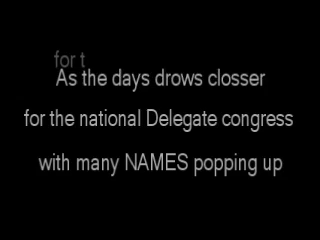 for t
As the days drows closser
for the national Delegate congress
with many NAMES popping up